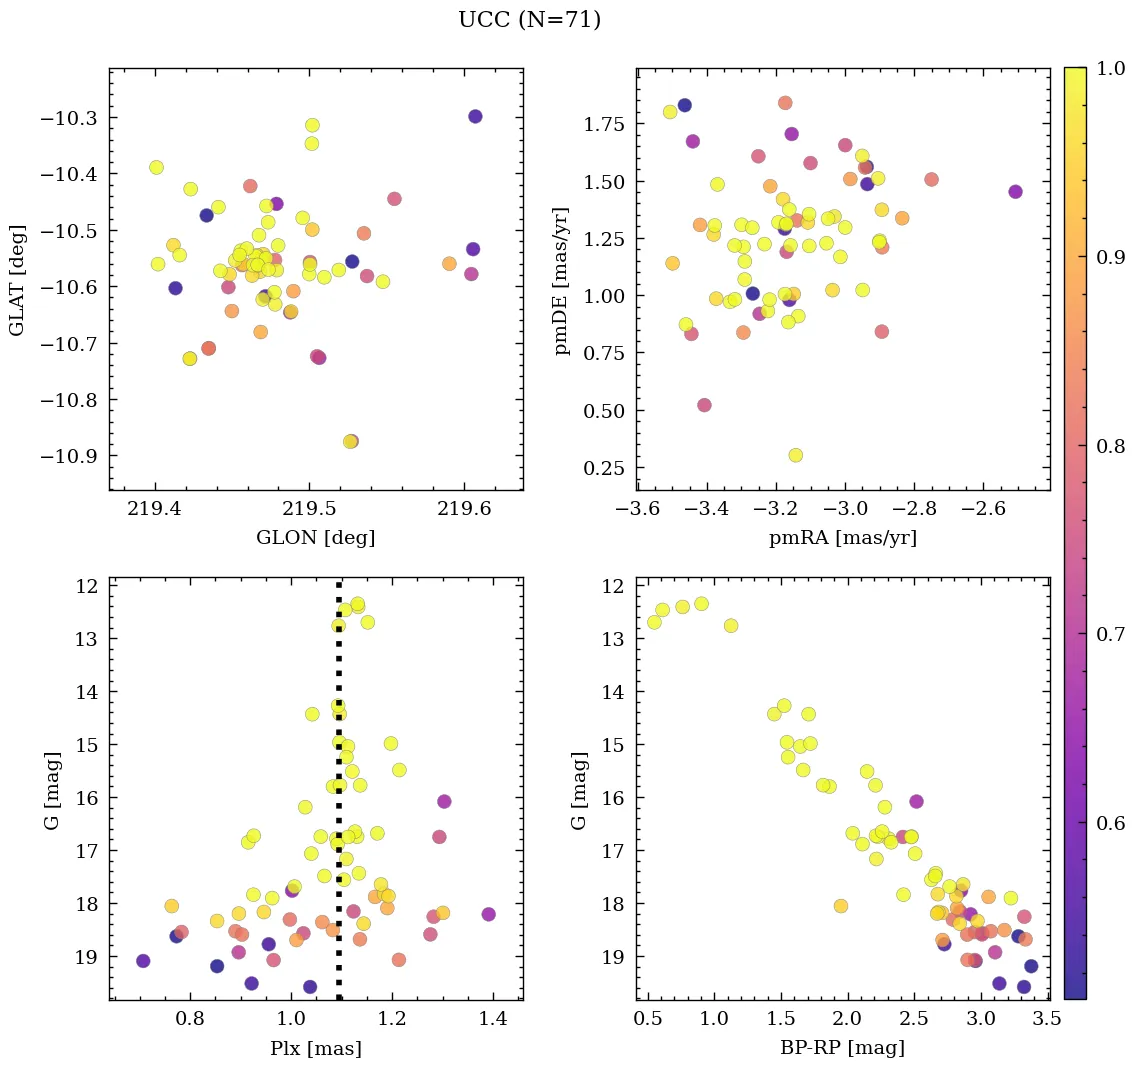 UCC (N=71)
−10.3
−10.4
−10.5
−10.6
−10.7
−10.8
−10.9
GLAT [deg]
219.4 219.5 219.6
GLON [deg]
1.75
1.50
1.25
1.00
0.75
0.50
0.25
pmDE [mas/yr]
−3.6 −3.4 −3.2 −3.0 −2.8 −2.6
pmRA [mas/yr]
1.0
0.9
0.8
0.7
0.6
12
13
14
15
16
17
18
19
G [mag]
0.8 1.0 1.2 1.4
Plx [mas]
12
13
14
15
16
17
18
19
G [mag]
0.5 1.0 1.5 2.0 2.5 3.0 3.5
BP-RP [mag]